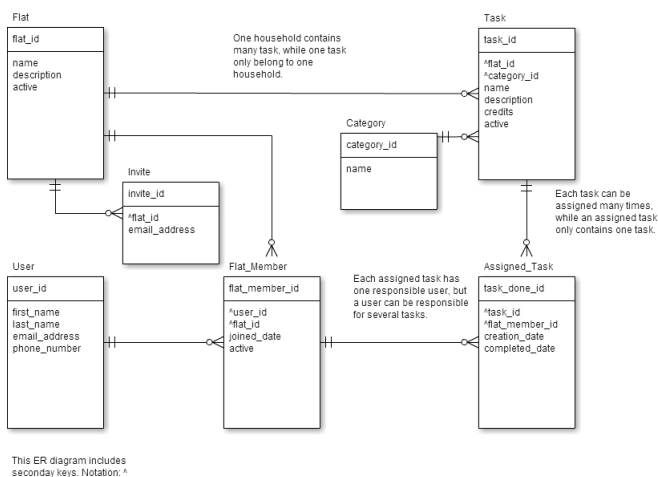 Flat
flat_id
name
description
active
One household contains
many task, while one task
only belong to one
household.
Task
task_id
^flat_id
^category_id
name
description
credits
active
Category
category_id
name
Invite
invite_id
^flat_id
email_address
Each task can be
assigned many times,
while an assigned task
only contains one task.
User
user_id
first_name
last_name
email_address
phone_number
Flat_Member
flat_member_id
^user_id
^flat_id
joined_date
active
Each assigned task has
one responsible user, but
a user can be responsible
for several tasks.
Assigned_Task
task_done_id
^task_id
^flat_member_id
creation_date
completed_date
This ER diagram includes
seconday keys. Notation: ^